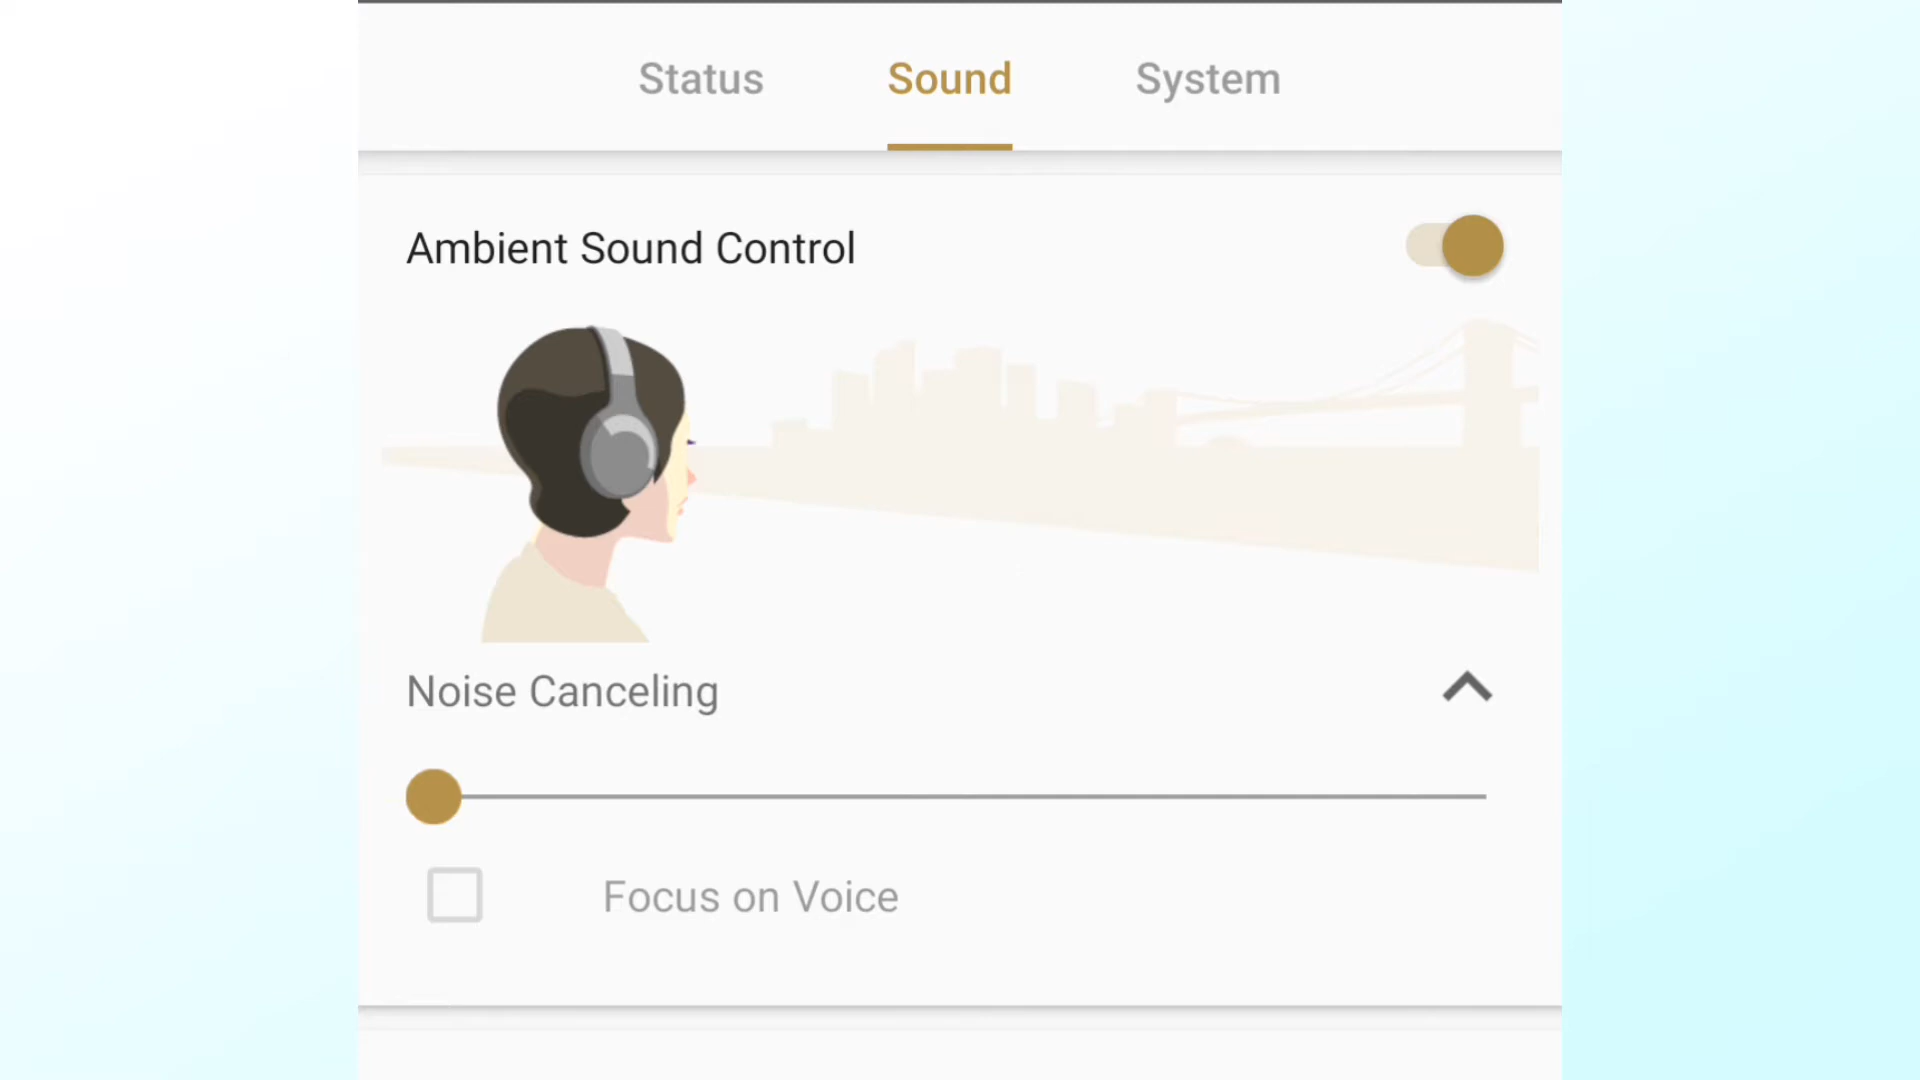 Status Sound System
Ambient Sound Control
Noise Canceling
Focus on Voice